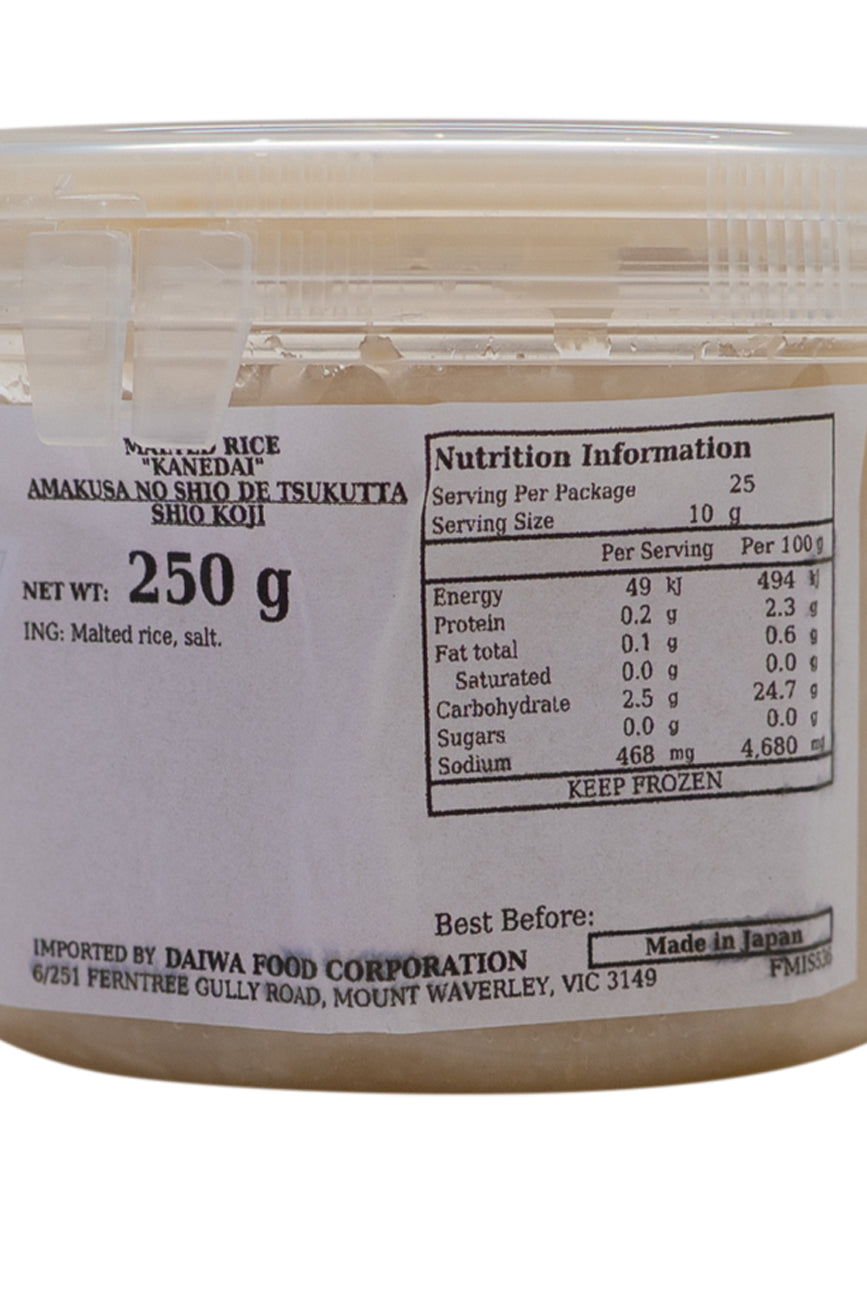 MALTED RICE
"KANEDAI"
AMAKUSA NO SHIO DE TSUKUTTA
SHIO KOJI
NET WT: 250 g
ING: Malted rice, salt.
Nutrition Information
Serving Per Package 25
Serving Size 10 g
Per Serving Per 100g
Energy 49 kJ 494 kJ
Protein 0.2 g 2.3 g
Fat total 0.1 g 0.6 g
Saturated 0.0 g 0.0 g
Carbohydrate 2.5 g 24.7 g
Sugars 0.0 g 0.0 g
Sodium 468 mg 4,680 mg
KEEP FROZEN
Best Before:
Made in Japan
FMIS536
IMPORTED BY DAIWA FOOD CORPORATION
6/251 FERNTREE GULLY ROAD, MOUNT WAVERLEY, VIC 3149